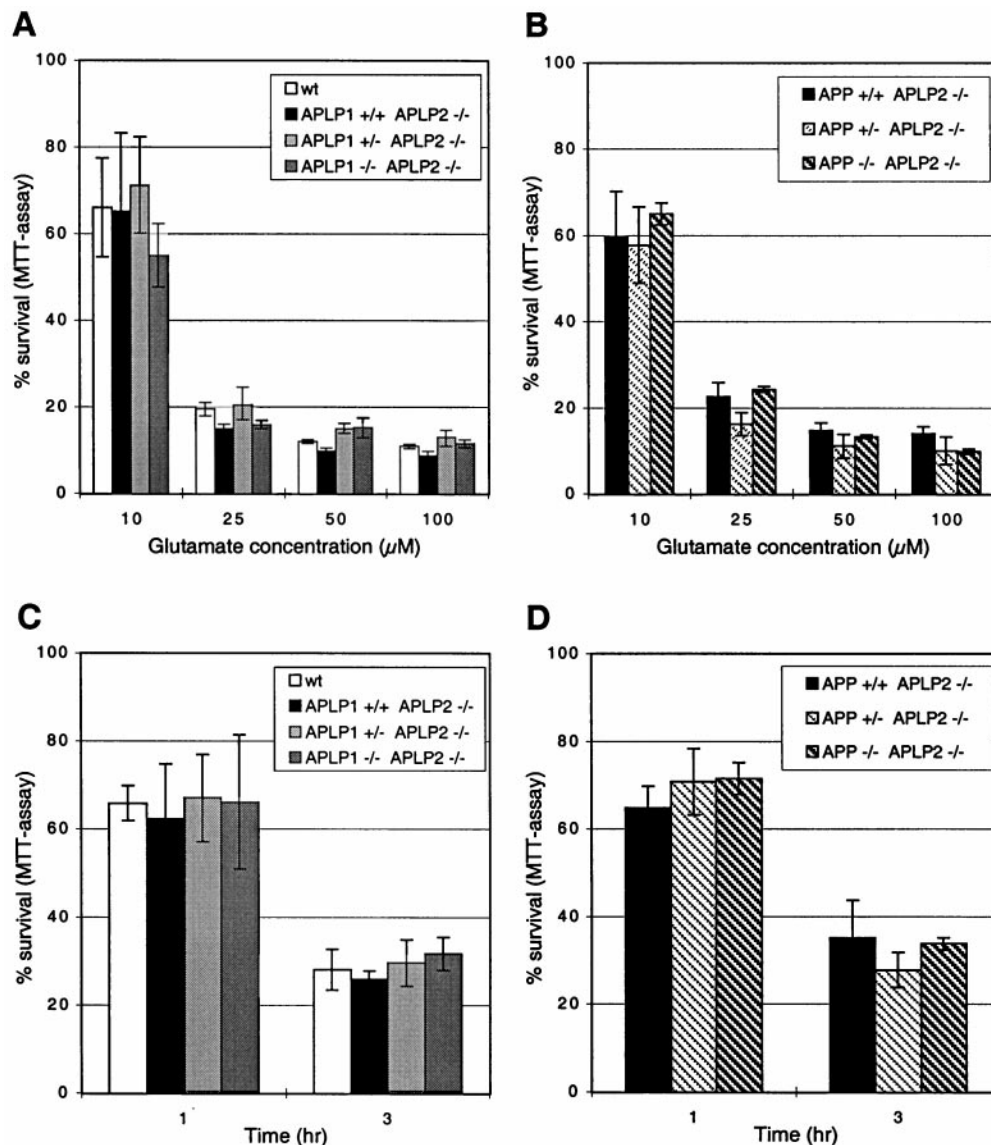 A
% survival (MTT-assay)
100
80
60
40
20
0
wt
APLP1 +/+ APLP2 -/-
APLP1 +/- APLP2 -/-
APLP1 -/- APLP2 -/-
10 25 50 100
Glutamate concentration (µM)
B
% survival (MTT-assay)
100
80
60
40
20
0
APP +/+ APLP2 -/-
APP +/- APLP2 -/-
APP -/- APLP2 -/-
10 25 50 100
Glutamate concentration (µM)
C
% survival (MTT-assay)
100
80
60
40
20
0
wt
APLP1 +/+ APLP2 -/-
APLP1 +/- APLP2 -/-
APLP1 -/- APLP2 -/-
1 3
Time (hr)
D
% survival (MTT-assay)
100
80
60
40
20
0
APP +/+ APLP2 -/-
APP +/- APLP2 -/-
APP -/- APLP2 -/-
1 3
Time (hr)